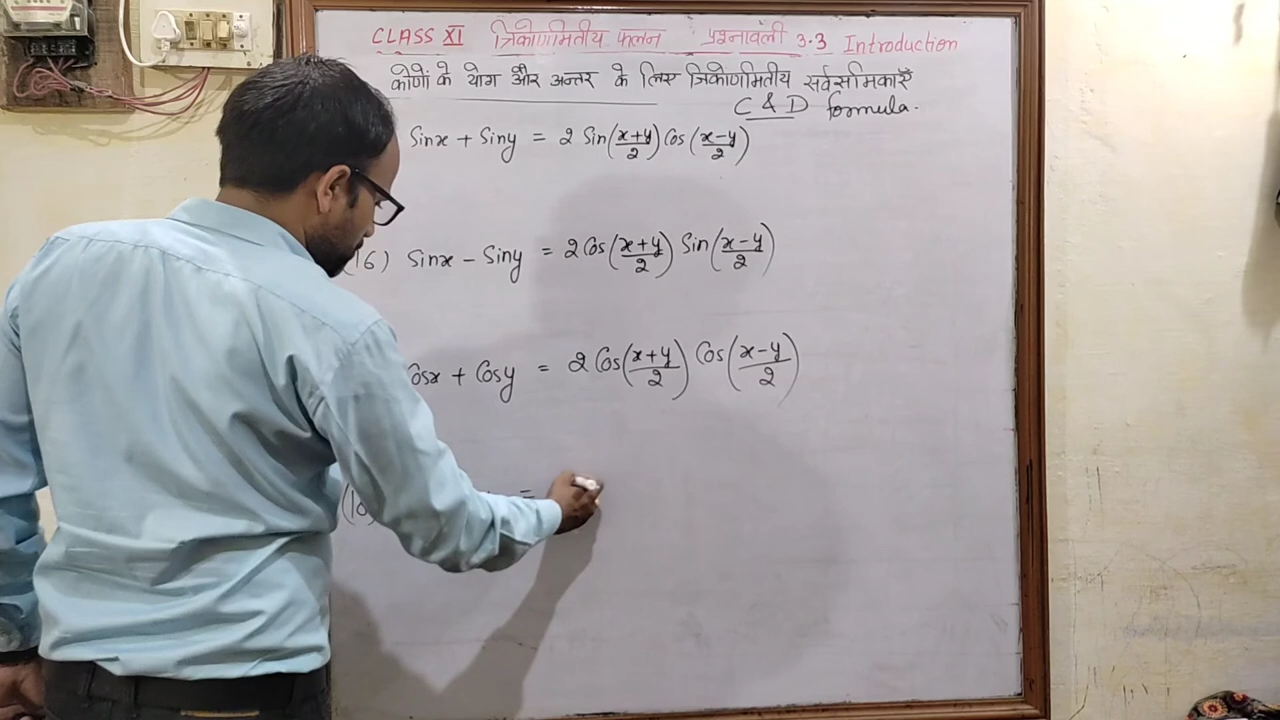 CLASS XI त्रिकोणमितीय फलन प्रश्नावली 3.3 Introduction
कोणों के योग और अन्तर के लिए त्रिकोणमितीय सर्वसमिकाएँ
C & D formula.
Sinx + Siny = 2 Sin(x+y/2) Cos(x-y/2)
(16) Sinx - Siny = 2 Cos(x+y/2) Sin(x-y/2)
Cosx + Cosy = 2 Cos(x+y/2) Cos(x-y/2)
=